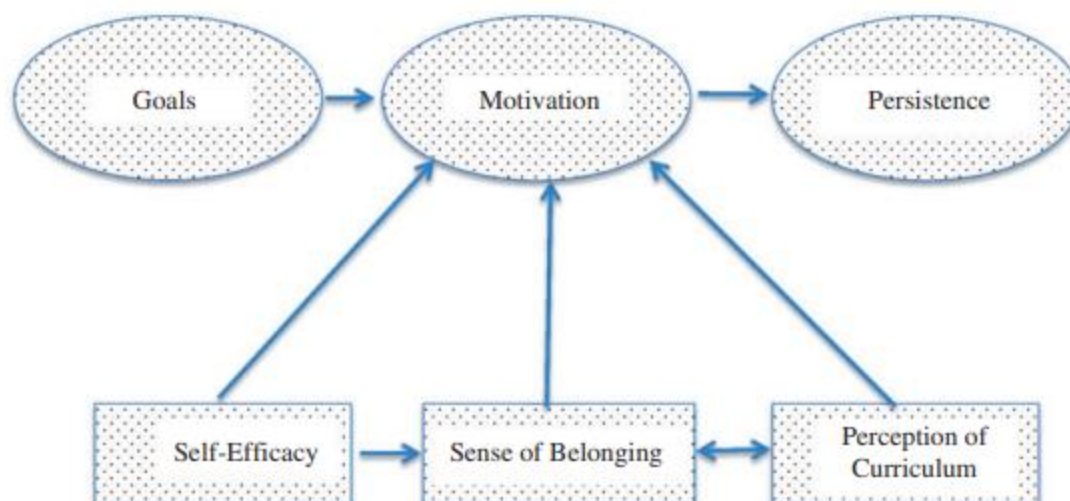 Goals
Motivation
Persistence
Self-Efficacy
Sense of Belonging
Perception of
Curriculum